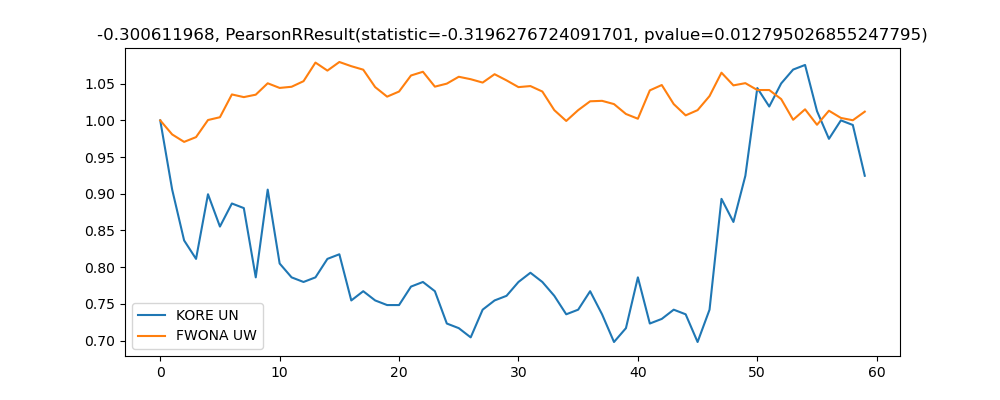 -0.300611968, PearsonRResult(statistic=-0.3196276724091701, pvalue=0.012795026855247795)
1.05
1.00
0.95
0.90
0.85
0.80
0.75
0.70
KORE UN
FWONA UW
0 10 20 30 40 50 60